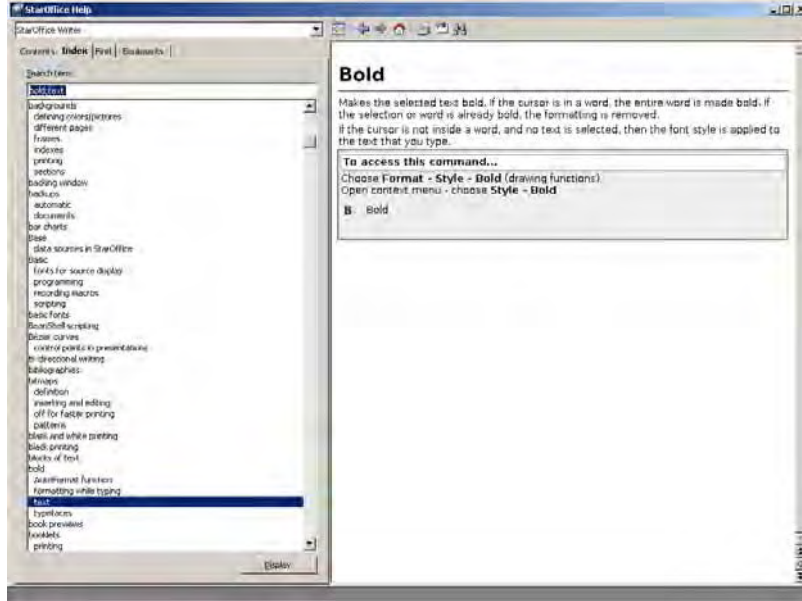 StarOffice Help
StarOffice Writer
Contents Index Find Bookmarks
Search term
bold;text
backgrounds
defining colors/pictures
different pages
frames
indexes
printing
sections
backing window
backups
automatic
documents
bar charts
Base
data sources in StarOffice
Basic
fonts for source display
programming
recording macros
scripting
basic fonts
BeanShell scripting
Bézier curves
control points in presentations
bi-directional writing
bibliographies
bitmaps
definition
inserting and editing
off for faster printing
patterns
black and white printing
black printing
blocks of text
bold
AutoFormat function
formatting while typing
text
typefaces
book previews
booklets
printing
Display
Bold
Makes the selected text bold. If the cursor is in a word, the entire word is made bold. If
the selection or word is already bold, the formatting is removed.
If the cursor is not inside a word, and no text is selected, then the font style is applied to
the text that you type.
To access this command...
Choose Format - Style - Bold (drawing functions)
Open context menu - choose Style - Bold
B Bold